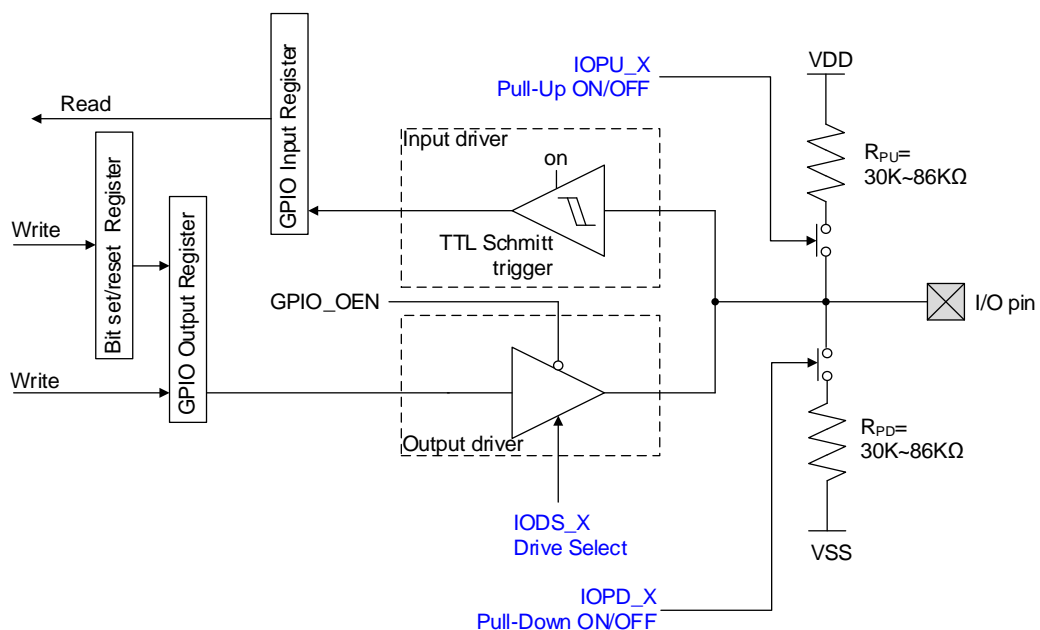 GPIO Input Register
IOPU_X
Pull-Up ON/OFF
VDD
Read
Input driver
on
R_PU=
30K~86KΩ
Bit set/reset Register
GPIO Output Register
Write
TTL Schmitt
trigger
GPIO_OEN
I/O pin
Write
Output driver
R_PD=
30K~86KΩ
IODS_X
Drive Select
VSS
IOPD_X
Pull-Down ON/OFF